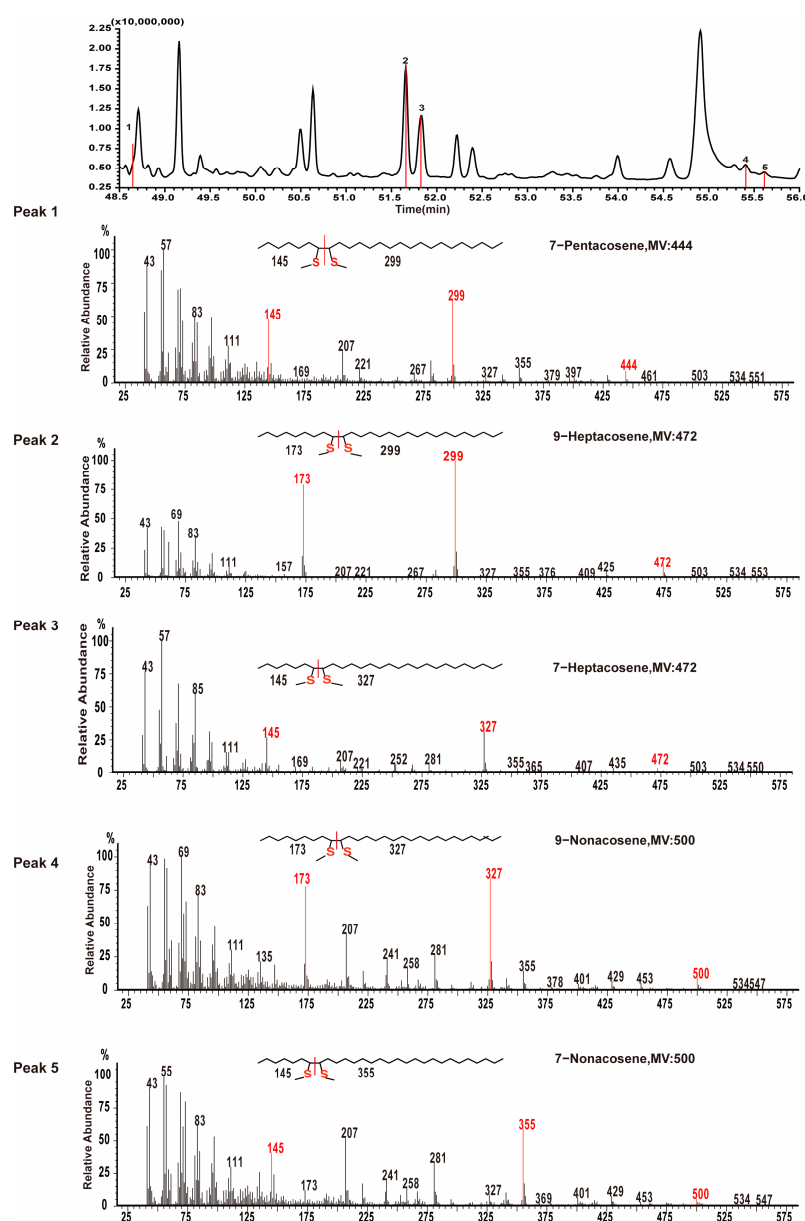 (x10,000,000)
2.25
2.00
1.75
1.50
1.25
1.00
0.75
0.50
0.25
1 2 3 4 5
48.5 49.0 49.5 50.0 50.5 51.0 51.5 52.0 52.5 53.0 53.5 54.0 54.5 55.0 55.5 56.0
Time(min)
Peak 1
7-Pentacosene,MV:444
S S
145 299
%
Relative Abundance
100 75 50 25 0
43 57 83 111 145 169 207 221 267 299 327 355 379 397 444 461 503 534 551
25 75 125 175 225 275 325 375 425 475 525 575
Peak 2
9-Heptacosene,MV:472
S S
173 299
%
Relative Abundance
100 75 50 25 0
43 69 83 111 157 173 207 221 267 299 327 355 376 409 425 472 503 534 553
25 75 125 175 225 275 325 375 425 475 525 575
Peak 3
7-Heptacosene,MV:472
S S
145 327
%
Relative Abundance
100 75 50 25 0
43 57 85 111 145 169 207 221 252 281 327 355 365 407 435 472 503 534 550
25 75 125 175 225 275 325 375 425 475 525 575
Peak 4
9-Nonacosene,MV:500
S S
173 327
%
Relative Abundance
100 75 50 25 0
43 69 83 111 135 173 207 241 258 281 327 355 378 401 429 453 500 534 547
25 75 125 175 225 275 325 375 425 475 525 575
Peak 5
7-Nonacosene,MV:500
S S
145 355
%
Relative Abundance
100 75 50 25 0
43 55 83 111 145 173 207 241 258 281 327 355 369 401 429 453 500 534 547
25 75 125 175 225 275 325 375 425 475 525 575